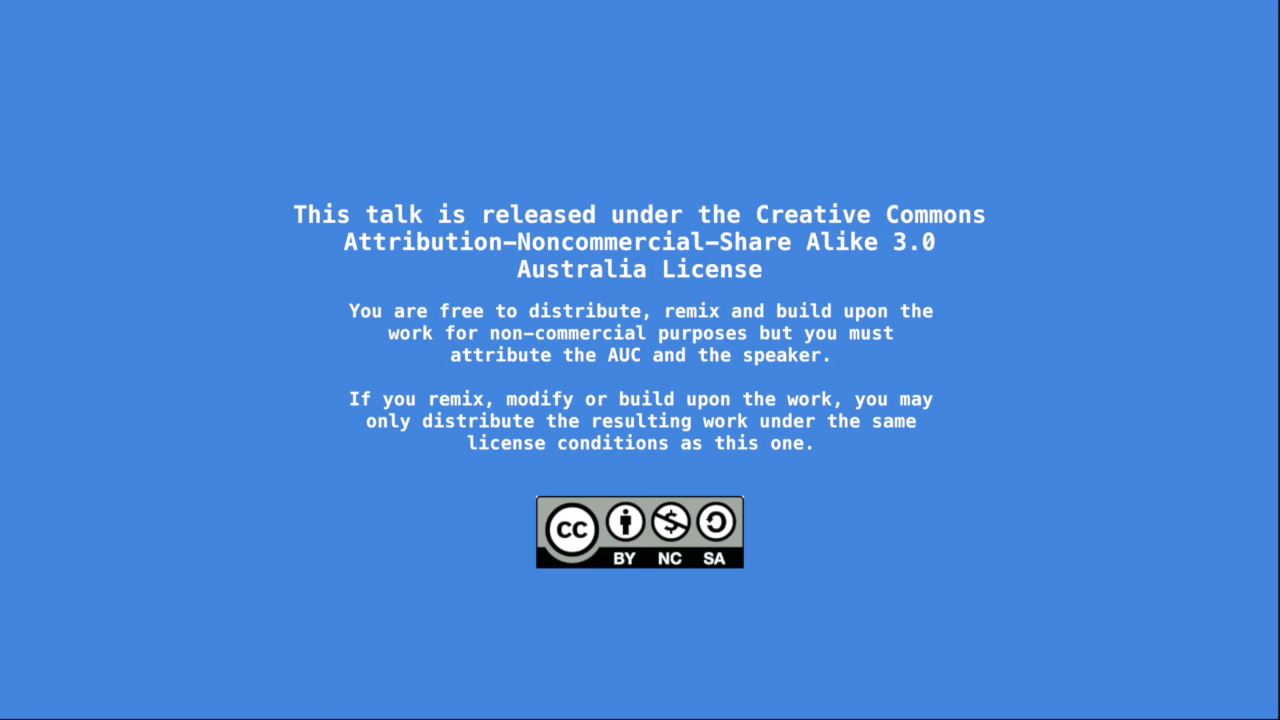 This talk is released under the Creative Commons
Attribution–Noncommercial–Share Alike 3.0
Australia License
You are free to distribute, remix and build upon the
work for non–commercial purposes but you must
attribute the AUC and the speaker.
If you remix, modify or build upon the work, you may
only distribute the resulting work under the same
license conditions as this one.
CC
BY NC SA